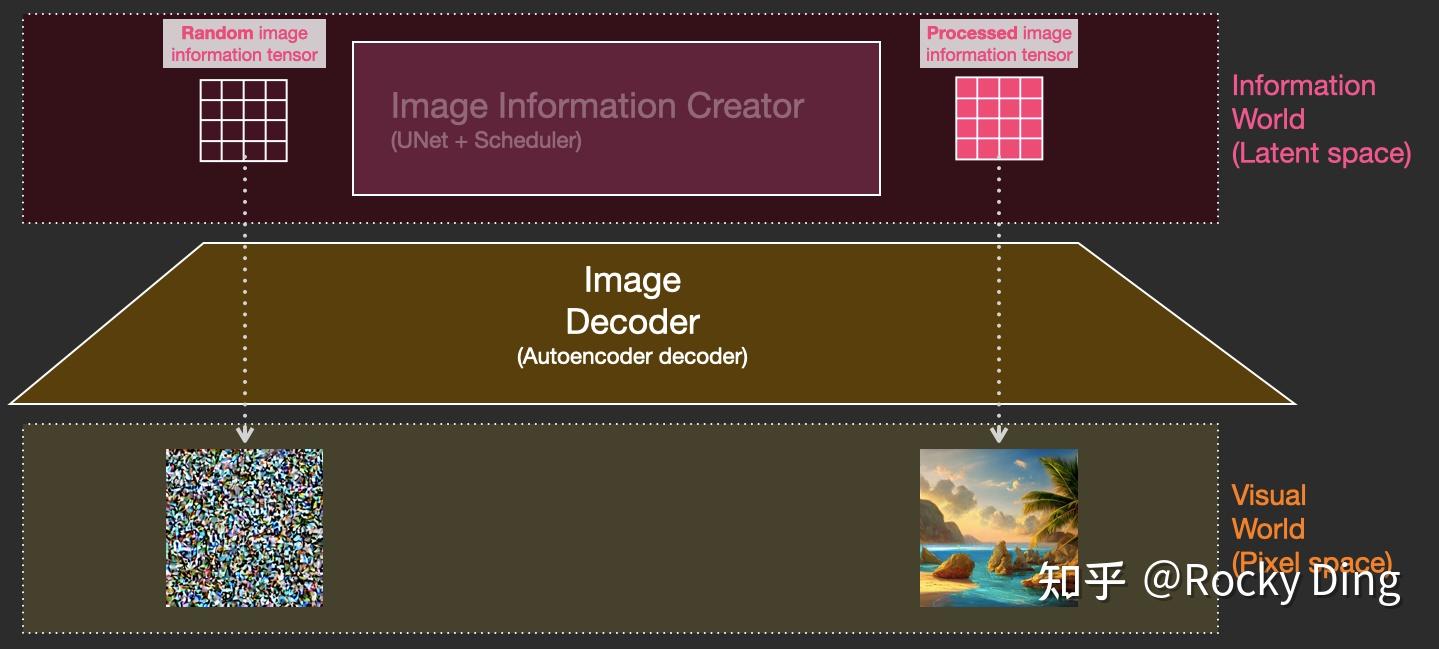 Random image
information tensor
Processed image
information tensor
Image Information Creator
(UNet + Scheduler)
Information
World
(Latent space)
Image
Decoder
(Autoencoder decoder)
Visual
World
(Pixel space)
知乎 @Rocky Ding